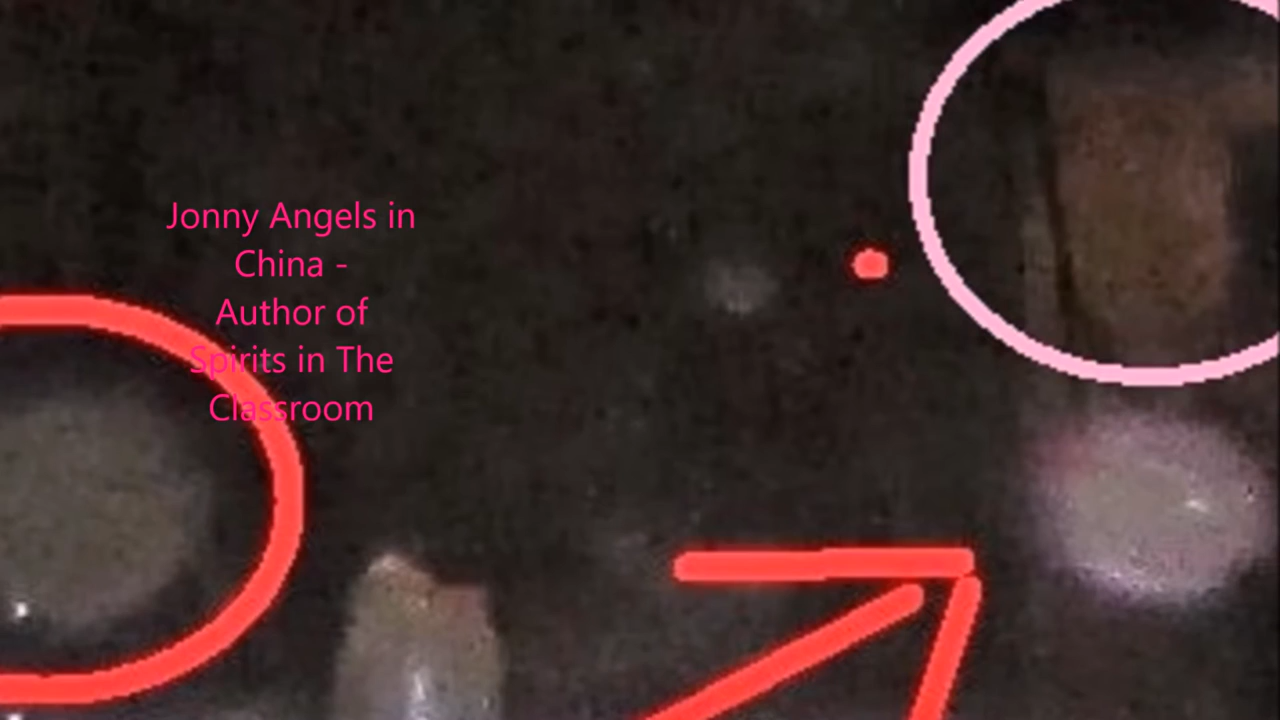 Jonny Angels in
China -
Author of
Spirits in The
Classroom